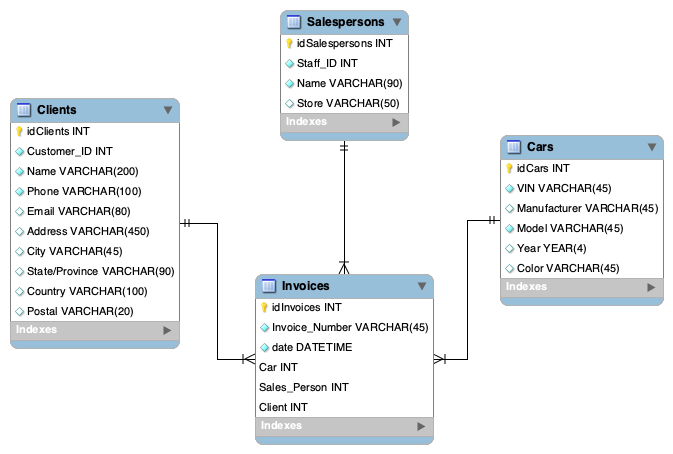 Salespersons
idSalespersons INT
Staff_ID INT
Name VARCHAR(90)
Store VARCHAR(50)
Indexes
Clients
idClients INT
Customer_ID INT
Name VARCHAR(200)
Phone VARCHAR(100)
Email VARCHAR(80)
Address VARCHAR(450)
City VARCHAR(45)
State/Province VARCHAR(90)
Country VARCHAR(100)
Postal VARCHAR(20)
Indexes
Cars
idCars INT
VIN VARCHAR(45)
Manufacturer VARCHAR(45)
Model VARCHAR(45)
Year YEAR(4)
Color VARCHAR(45)
Indexes
Invoices
idInvoices INT
Invoice_Number VARCHAR(45)
date DATETIME
Car INT
Sales_Person INT
Client INT
Indexes